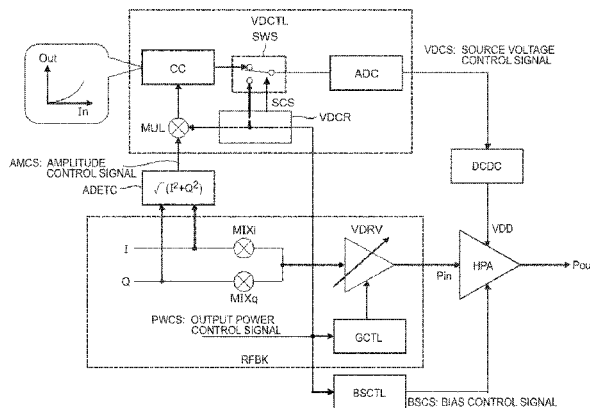 VDCTL
SWS
Out
In
CC
ADC
VDCS: SOURCE VOLTAGE
CONTROL SIGNAL
SCS
VDCR
MUL
AMCS: AMPLITUDE
CONTROL SIGNAL
ADETC
√(I²+Q²)
DCDC
VDD
I
MIXi
VDRV
HPA
Pou
Q
MIXq
Pin
PWCS: OUTPUT POWER
CONTROL SIGNAL
GCTL
RFBK
BSCTL
BSCS: BIAS CONTROL SIGNAL